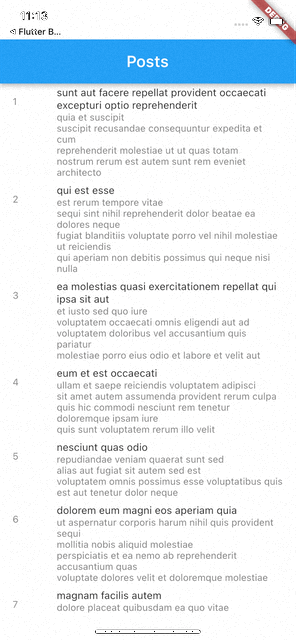 11:13
DEBUG
Flutter B...
Posts
1
sunt aut facere repellat provident occaecati
excepturi optio reprehenderit
quia et suscipit
suscipit recusandae consequuntur expedita et
cum
reprehenderit molestiae ut ut quas totam
nostrum rerum est autem sunt rem eveniet
architecto
2
qui est esse
est rerum tempore vitae
sequi sint nihil reprehenderit dolor beatae ea
dolores neque
fugiat blanditiis voluptate porro vel nihil molestiae
ut reiciendis
qui aperiam non debitis possimus qui neque nisi
nulla
3
ea molestias quasi exercitationem repellat qui
ipsa sit aut
et iusto sed quo iure
voluptatem occaecati omnis eligendi aut ad
voluptatem doloribus vel accusantium quis
pariatur
molestiae porro eius odio et labore et velit aut
4
eum et est occaecati
ullam et saepe reiciendis voluptatem adipisci
sit amet autem assumenda provident rerum culpa
quis hic commodi nesciunt rem tenetur
doloremque ipsam iure
quis sunt voluptatem rerum illo velit
5
nesciunt quas odio
repudiandae veniam quaerat sunt sed
alias aut fugiat sit autem sed est
voluptatem omnis possimus esse voluptatibus quis
est aut tenetur dolor neque
6
dolorem eum magni eos aperiam quia
ut aspernatur corporis harum nihil quis provident
sequi
mollitia nobis aliquid molestiae
perspiciatis et ea nemo ab reprehenderit
accusantium quas
voluptate dolores velit et doloremque molestiae
7
magnam facilis autem
dolore placeat quibusdam ea quo vitae